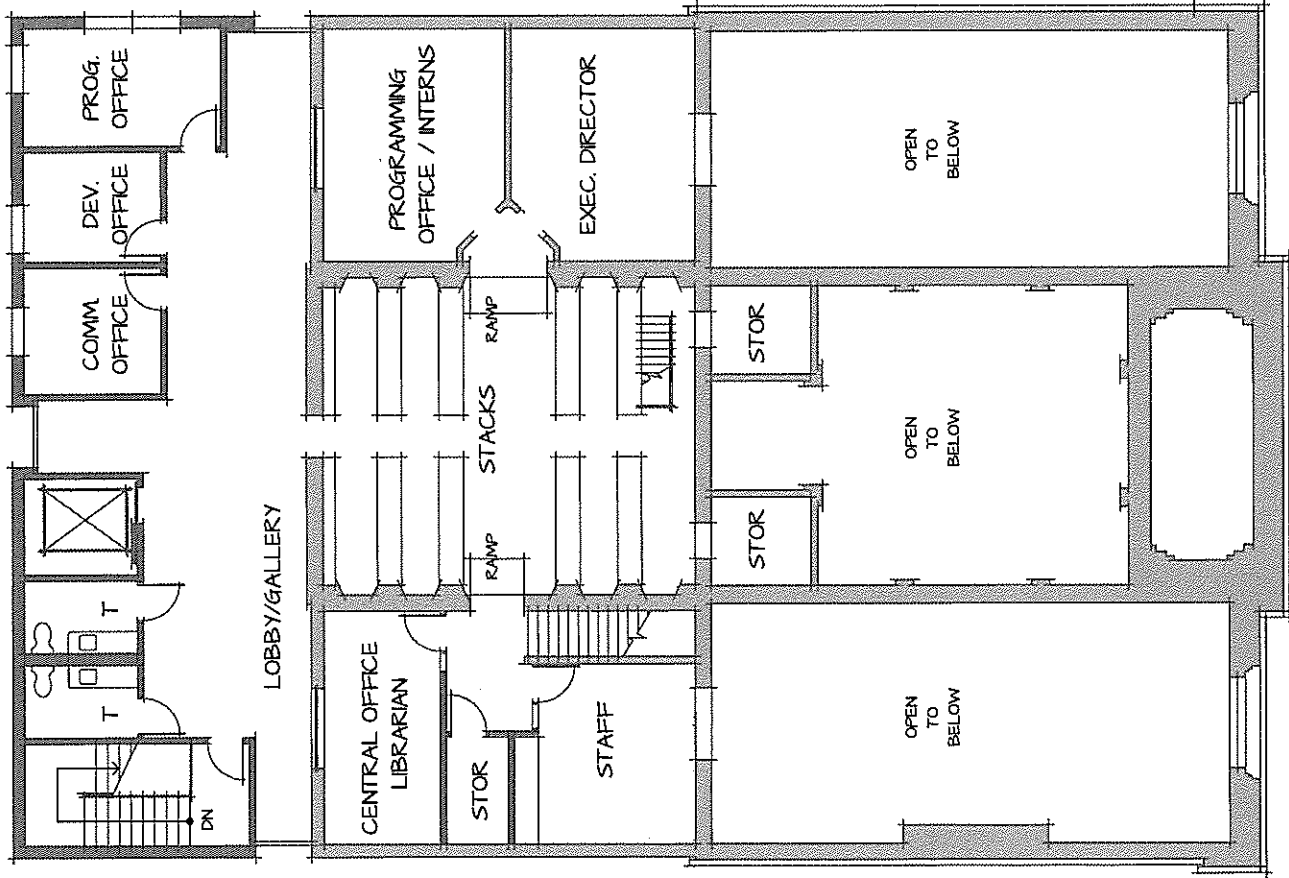 DN
T
T
COMM
OFFICE
DEV.
OFFICE
PROG.
OFFICE
LOBBY/GALLERY
CENTRAL OFFICE
LIBRARIAN
STOR
STAFF
RAMP
STACKS
RAMP
PROGRAMMING
OFFICE / INTERNS
EXEC. DIRECTOR
STOR
STOR
OPEN
TO
BELOW
OPEN
TO
BELOW
OPEN
TO
BELOW